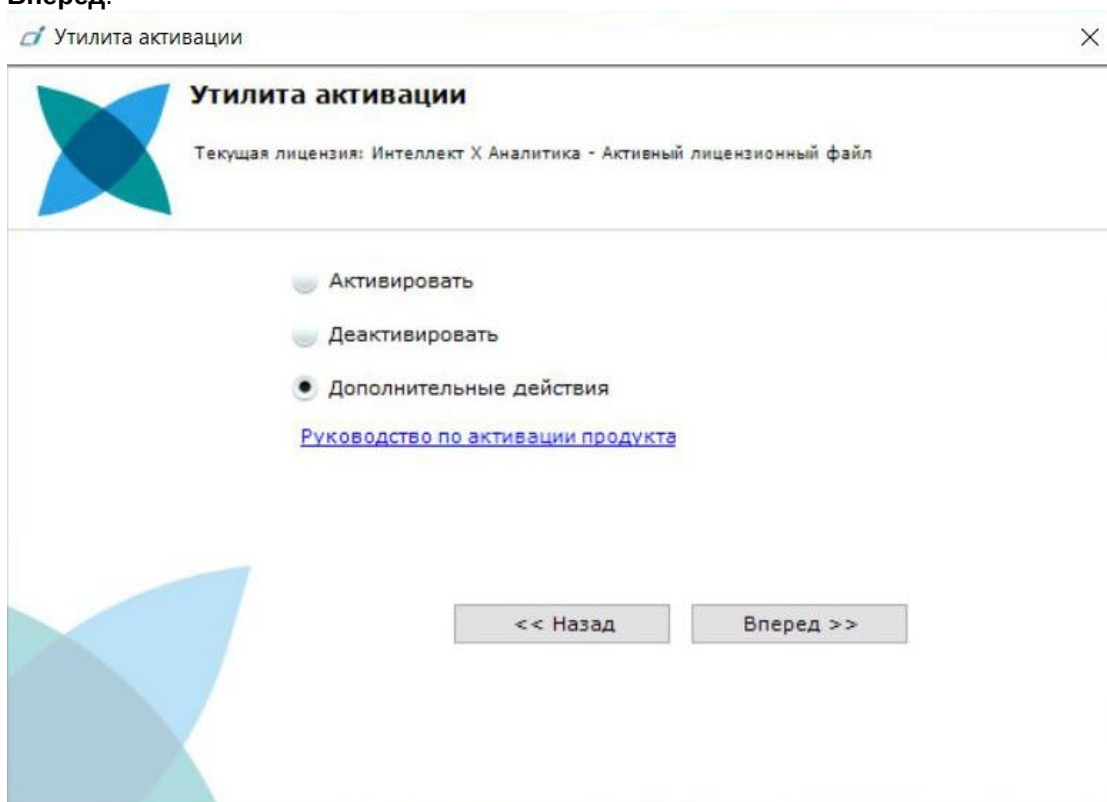 Вперед.
Утилита активации
Утилита активации
Текущая лицензия: Интеллект X Аналитика - Активный лицензионный файл
Активировать
Деактивировать
Дополнительные действия
Руководство по активации продукта
<< Назад Вперед >>